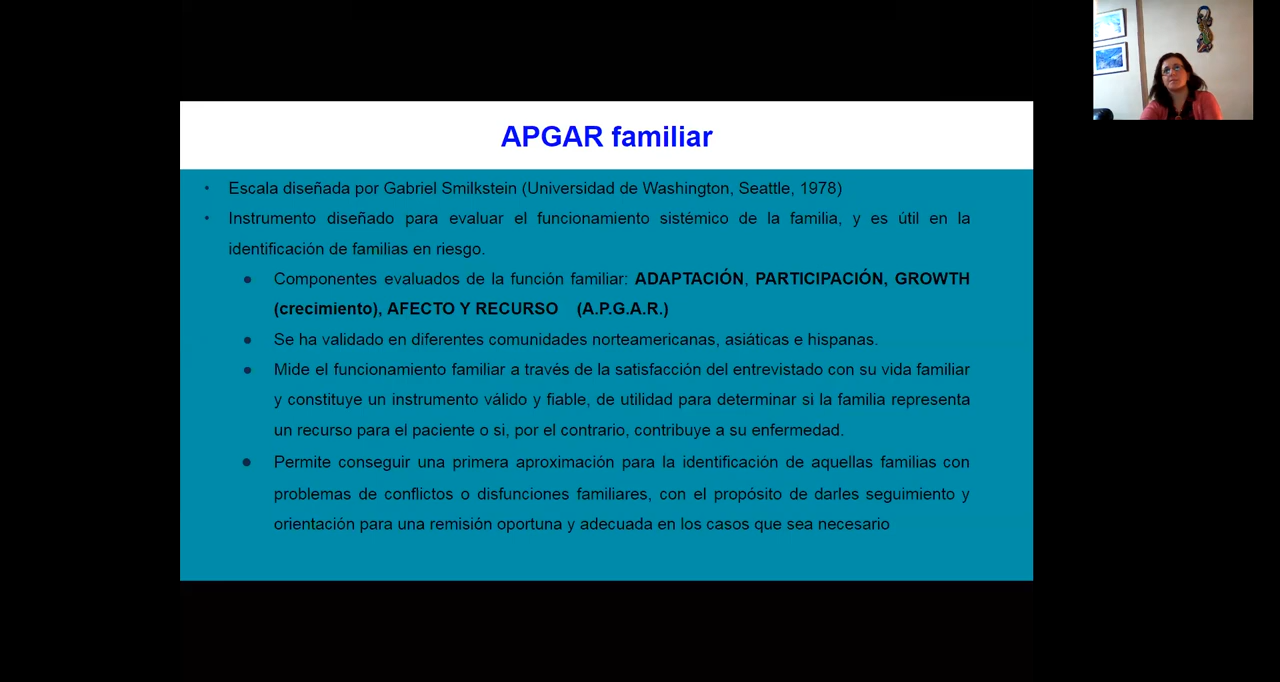 APGAR familiar
• Escala diseñada por Gabriel Smilkstein (Universidad de Washington, Seattle, 1978)
• Instrumento diseñado para evaluar el funcionamiento sistémico de la familia, y es útil en la
identificación de familias en riesgo.
● Componentes evaluados de la función familiar: ADAPTACIÓN, PARTICIPACIÓN, GROWTH
(crecimiento), AFECTO Y RECURSO (A.P.G.A.R.)
● Se ha validado en diferentes comunidades norteamericanas, asiáticas e hispanas.
● Mide el funcionamiento familiar a través de la satisfacción del entrevistado con su vida familiar
y constituye un instrumento válido y fiable, de utilidad para determinar si la familia representa
un recurso para el paciente o si, por el contrario, contribuye a su enfermedad.
● Permite conseguir una primera aproximación para la identificación de aquellas familias con
problemas de conflictos o disfunciones familiares, con el propósito de darles seguimiento y
orientación para una remisión oportuna y adecuada en los casos que sea necesario